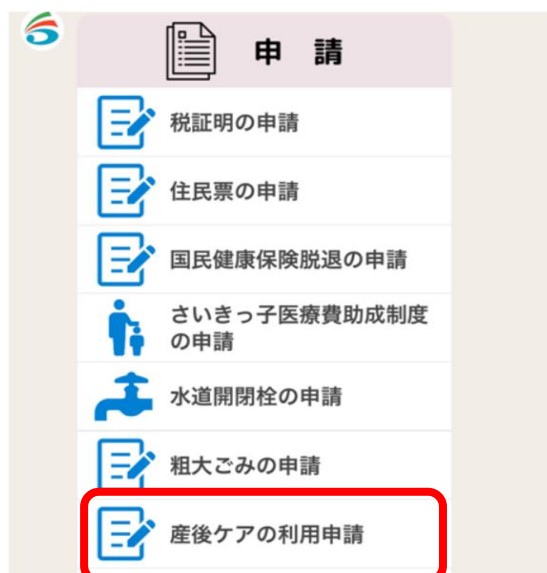 申 請
税証明の申請
住民票の申請
国民健康保険脱退の申請
さいきっ子医療費助成制度
の申請
水道開閉栓の申請
粗大ごみの申請
産後ケアの利用申請